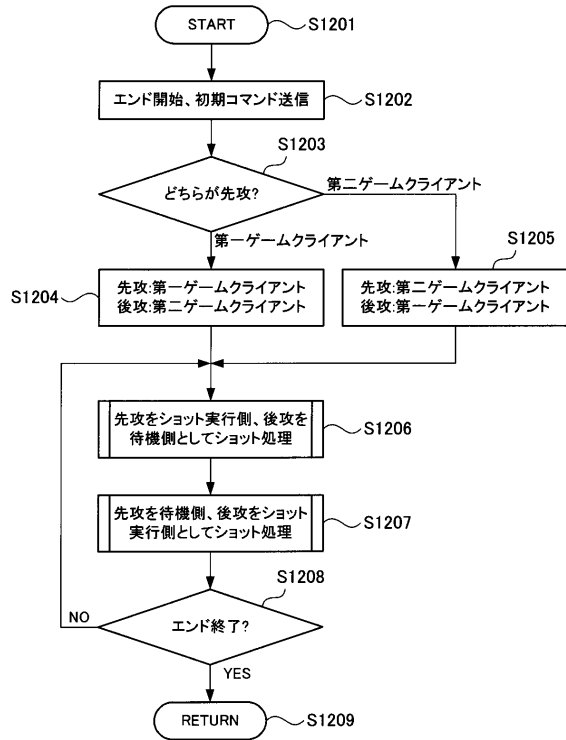 START
S1201
エンド開始、初期コマンド送信
S1202
S1203
どちらが先攻?
第二ゲームクライアント
第一ゲームクライアント
S1205
S1204
先攻:第一ゲームクライアント
後攻:第二ゲームクライアント
先攻:第二ゲームクライアント
後攻:第一ゲームクライアント
先攻をショット実行側、後攻を
待機側としてショット処理
S1206
先攻を待機側、後攻をショット
実行側としてショット処理
S1207
S1208
エンド終了?
NO
YES
RETURN
S1209